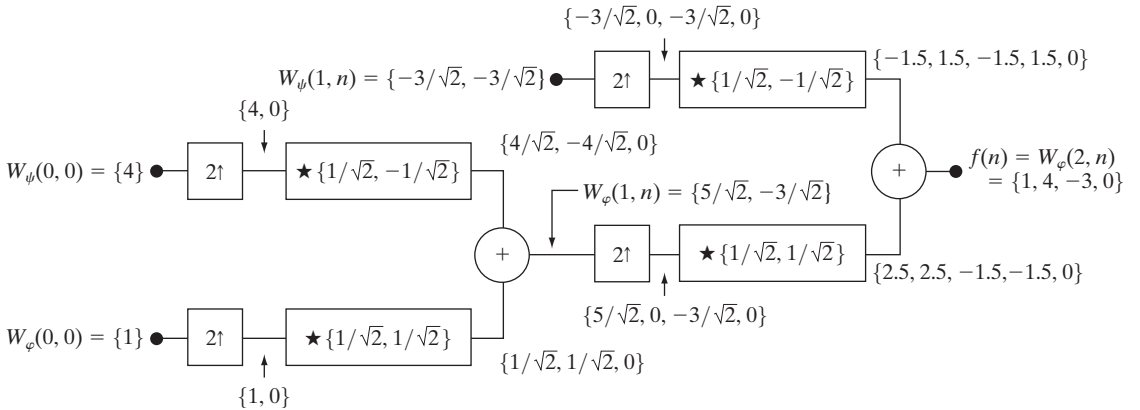 {−3/√2, 0, −3/√2, 0}
W_ψ(1, n) = {−3/√2, −3/√2}
2↑
★ {1/√2, −1/√2}
{−1.5, 1.5, −1.5, 1.5, 0}
{4, 0}
W_ψ(0, 0) = {4}
2↑
★ {1/√2, −1/√2}
{4/√2, −4/√2, 0}
+
f(n) = W_φ(2, n)
= {1, 4, −3, 0}
W_φ(1, n) = {5/√2, −3/√2}
+
2↑
★ {1/√2, 1/√2}
{2.5, 2.5, −1.5,−1.5, 0}
{5/√2, 0, −3/√2, 0}
W_φ(0, 0) = {1}
2↑
★ {1/√2, 1/√2}
{1/√2, 1/√2, 0}
{1, 0}